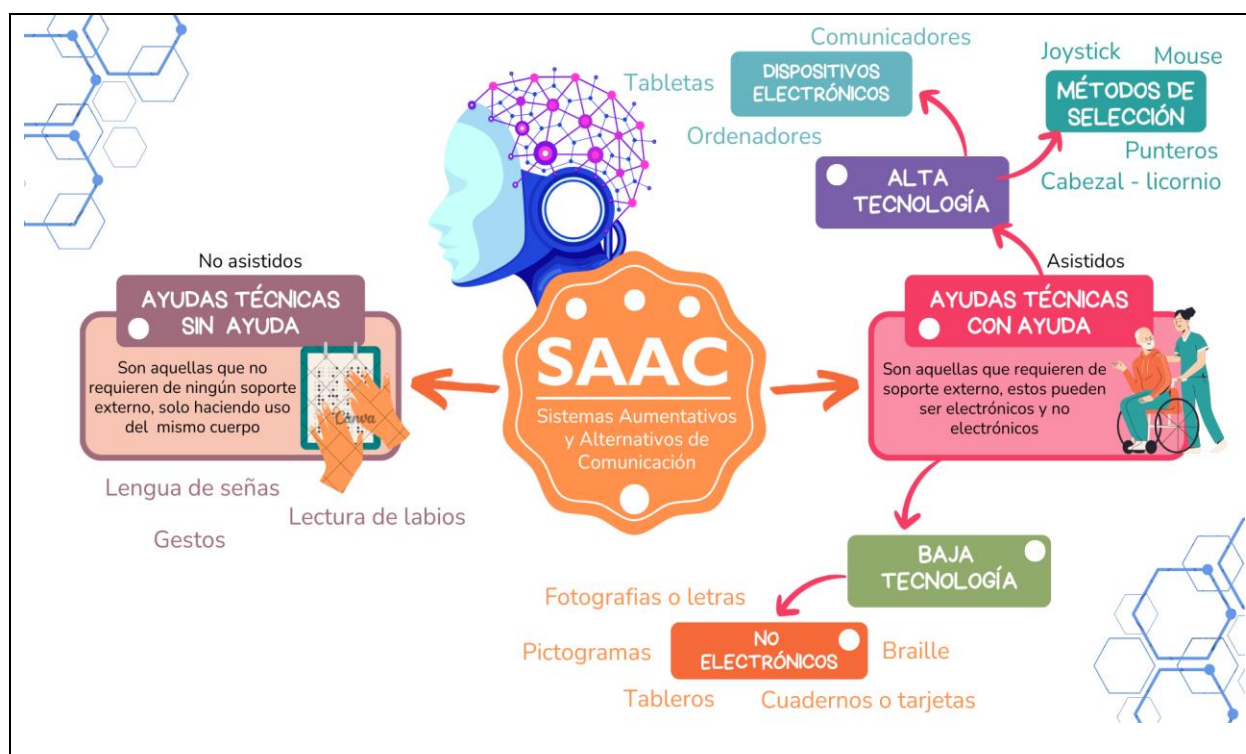 Comunicadores
Tabletas
DISPOSITIVOS
ELECTRÓNICOS
Ordenadores
Joystick
Mouse
MÉTODOS DE
SELECCIÓN
Punteros
Cabezal - licornio
ALTA
TECNOLOGÍA
No asistidos
AYUDAS TÉCNICAS
SIN AYUDA
Son aquellas que no
requieren de ningún soporte
externo, solo haciendo uso
del mismo cuerpo
Canva
Lengua de señas
Lectura de labios
Gestos
SAAC
Sistemas Aumentativos
y Alternativos de
Comunicación
Asistidos
AYUDAS TÉCNICAS
CON AYUDA
Son aquellas que requieren de
soporte externo, estos pueden
ser electrónicos y no
electrónicos
BAJA
TECNOLOGÍA
Fotografias o letras
Pictogramas
NO
ELECTRÓNICOS
Braille
Tableros
Cuadernos o tarjetas